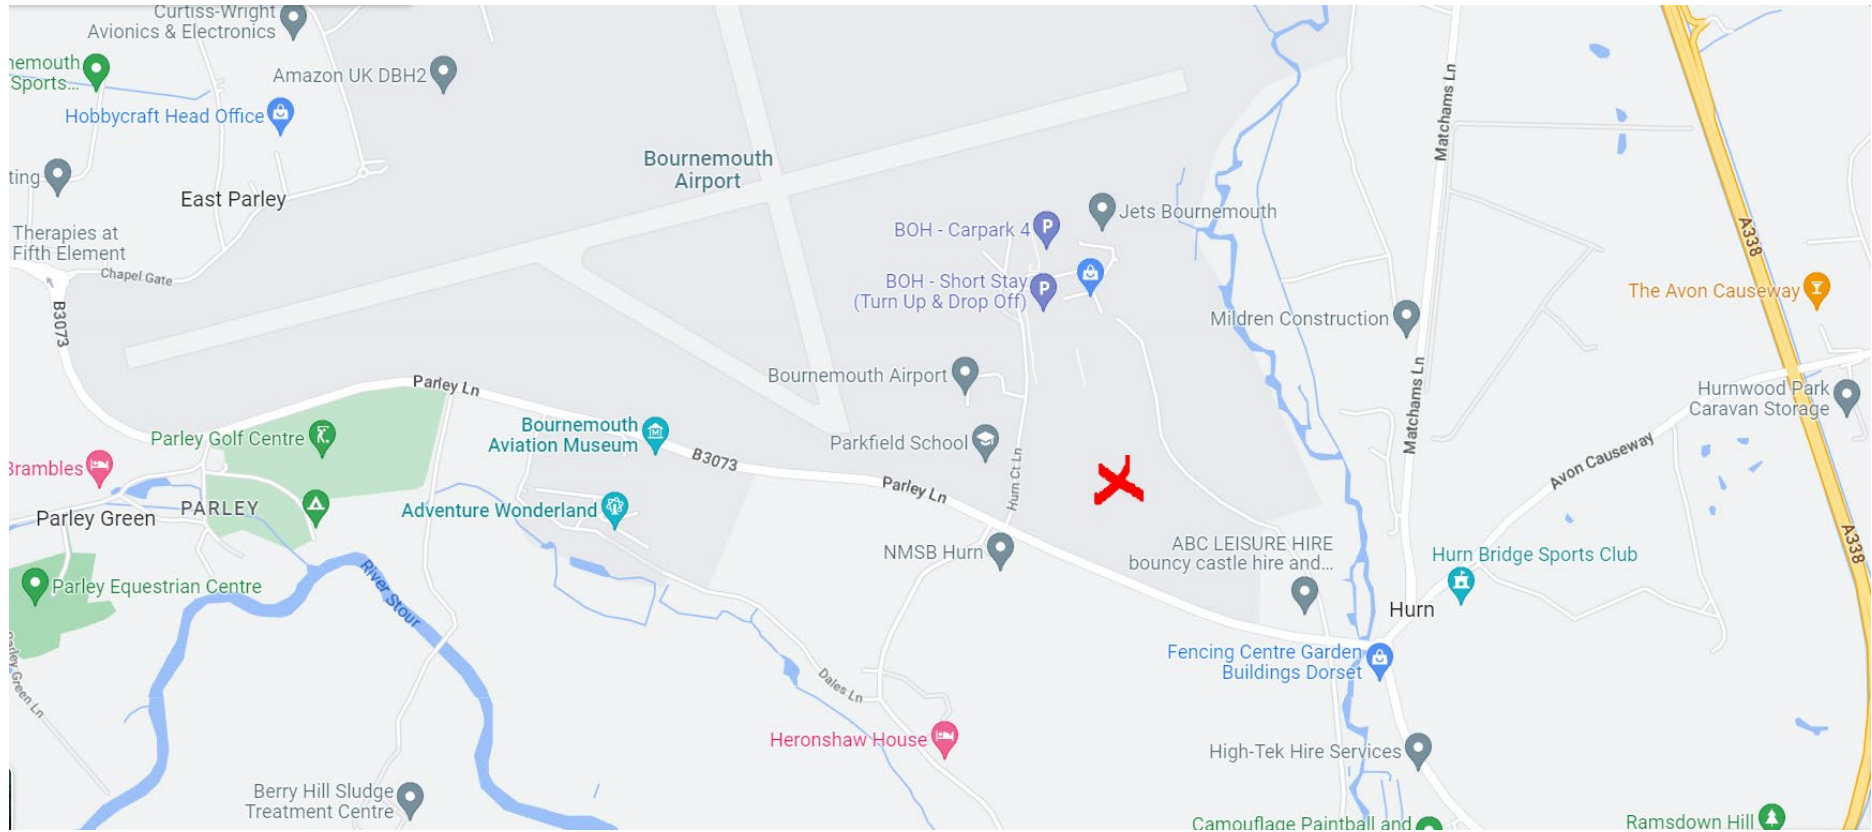 Curtiss-Wright
Avionics & Electronics
nemouth
Sports...
Amazon UK DBH2
Hobbycraft Head Office
ting
East Parley
Bournemouth
Airport
Therapies at
Fifth Element
Chapel Gate
B3073
Matchams Ln
Jets Bournemouth
BOH - Carpark 4
BOH - Short Stay
(Turn Up & Drop Off)
A338
The Avon Causeway
Mildren Construction
Parley Ln
Bournemouth Airport
Matchams Ln
Hurnwood Park
Caravan Storage
Parley Golf Centre
Bournemouth
Aviation Museum
Parkfield School
B3073
Hurn Ct Ln
Avon Causeway
Brambles
Parley Ln
PARLEY
Parley Green
Adventure Wonderland
NMSB Hurn
ABC LEISURE HIRE
bouncy castle hire and...
A338
Hurn Bridge Sports Club
Parley Equestrian Centre
River Stour
Hurn
Parley Green Ln
Fencing Centre Garden
Buildings Dorset
Dales Ln
Heronshaw House
High-Tek Hire Services
Berry Hill Sludge
Treatment Centre
Camouflage Paintball and
Ramsdown Hill